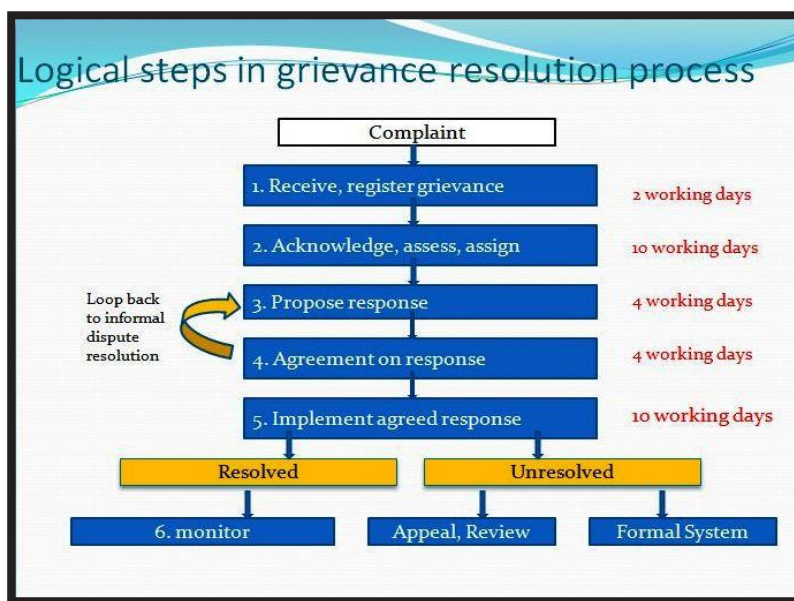 Logical steps in grievance resolution process
Complaint
1. Receive, register grievance
2 working days
2. Acknowledge, assess, assign
10 working days
Loop back
to informal
dispute
resolution
3. Propose response
4 working days
4. Agreement on response
4 working days
5. Implement agreed response
10 working days
Resolved
Unresolved
6. monitor
Appeal, Review
Formal System